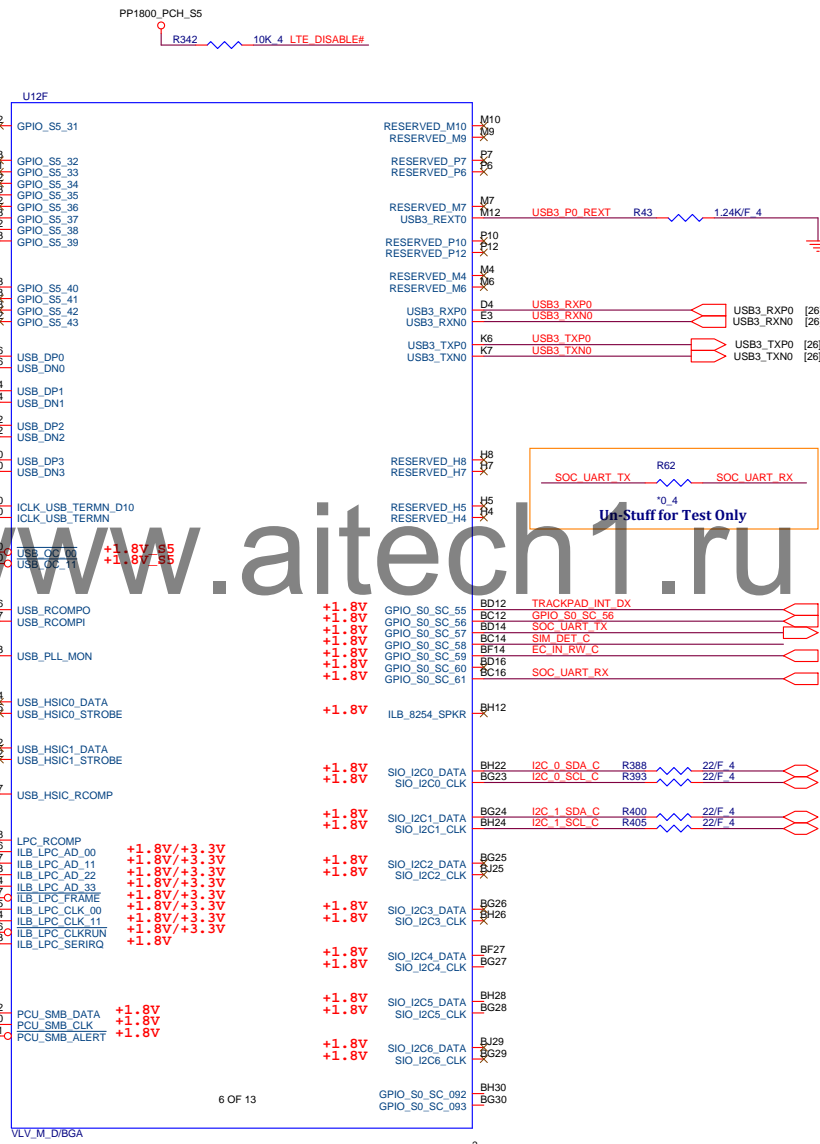 PP1800_PCH_S5
R342 10K_4 LTE_DISABLE#
U12F
GPIO_S5_31
GPIO_S5_32
GPIO_S5_33
GPIO_S5_34
GPIO_S5_35
GPIO_S5_36
GPIO_S5_37
GPIO_S5_38
GPIO_S5_39
GPIO_S5_40
GPIO_S5_41
GPIO_S5_42
GPIO_S5_43
USB_DP0
USB_DN0
USB_DP1
USB_DN1
USB_DP2
USB_DN2
USB_DP3
USB_DN3
ICLK_USB_TERMN_D10
ICLK_USB_TERMN
USB_OC_00 +1.8V_S5
USB_OC_11 +1.8V_S5
USB_RCOMPO
USB_RCOMPI
USB_PLL_MON
USB_HSIC0_DATA
USB_HSIC0_STROBE
USB_HSIC1_DATA
USB_HSIC1_STROBE
USB_HSIC_RCOMP
LPC_RCOMP
ILB_LPC_AD_00 +1.8V/+3.3V
ILB_LPC_AD_11 +1.8V/+3.3V
ILB_LPC_AD_22 +1.8V/+3.3V
ILB_LPC_AD_33 +1.8V/+3.3V
ILB_LPC_FRAME +1.8V/+3.3V
ILB_LPC_CLK_00 +1.8V/+3.3V
ILB_LPC_CLK_11 +1.8V/+3.3V
ILB_LPC_CLKRUN +1.8V/+3.3V
ILB_LPC_SERIRQ +1.8V
PCU_SMB_DATA +1.8V
PCU_SMB_CLK +1.8V
PCU_SMB_ALERT +1.8V
RESERVED_M10 M10
RESERVED_M9 M9
RESERVED_P7 P7
RESERVED_P6 P6
RESERVED_M7 M7
USB3_REXT0 M12 USB3_P0_REXT R43 1.24K/F_4
RESERVED_P10 P10
RESERVED_P12 P12
RESERVED_M4 M4
RESERVED_M6 M6
USB3_RXP0 D4 USB3_RXP0 USB3_RXP0 [26
USB3_RXN0 E3 USB3_RXN0 USB3_RXN0 [26
USB3_TXP0 K6 USB3_TXP0 USB3_TXP0 [26]
USB3_TXN0 K7 USB3_TXN0 USB3_TXN0 [26]
RESERVED_H8 H8
RESERVED_H7 H7
RESERVED_H5 H5
RESERVED_H4 H4
R62
SOC_UART_TX SOC_UART_RX
*0_4
Un-Stuff for Test Only
www.aitech1.ru
+1.8V GPIO_S0_SC_55 BD12 TRACKPAD_INT_DX
+1.8V GPIO_S0_SC_56 BC12 GPIO_S0_SC_56
+1.8V GPIO_S0_SC_57 BD14 SOC_UART_TX
+1.8V GPIO_S0_SC_58 BC14 SIM_DET_C
+1.8V GPIO_S0_SC_59 BF14 EC_IN_RW_C
+1.8V GPIO_S0_SC_60 BD16
+1.8V GPIO_S0_SC_61 BC16 SOC_UART_RX
+1.8V ILB_8254_SPKR BH12
+1.8V SIO_I2C0_DATA BH22 I2C_0_SDA_C R388 22/F_4
+1.8V SIO_I2C0_CLK BG23 I2C_0_SCL_C R393 22/F_4
+1.8V SIO_I2C1_DATA BG24 I2C_1_SDA_C R400 22/F_4
+1.8V SIO_I2C1_CLK BH24 I2C_1_SCL_C R405 22/F_4
+1.8V SIO_I2C2_DATA BG25
+1.8V SIO_I2C2_CLK BJ25
+1.8V SIO_I2C3_DATA BG26
+1.8V SIO_I2C3_CLK BH26
+1.8V SIO_I2C4_DATA BF27
+1.8V SIO_I2C4_CLK BG27
+1.8V SIO_I2C5_DATA BH28
+1.8V SIO_I2C5_CLK BG28
+1.8V SIO_I2C6_DATA BJ29
+1.8V SIO_I2C6_CLK BG29
GPIO_S0_SC_092 BH30
GPIO_S0_SC_093 BG30
6 OF 13
VLV_M_D/BGA